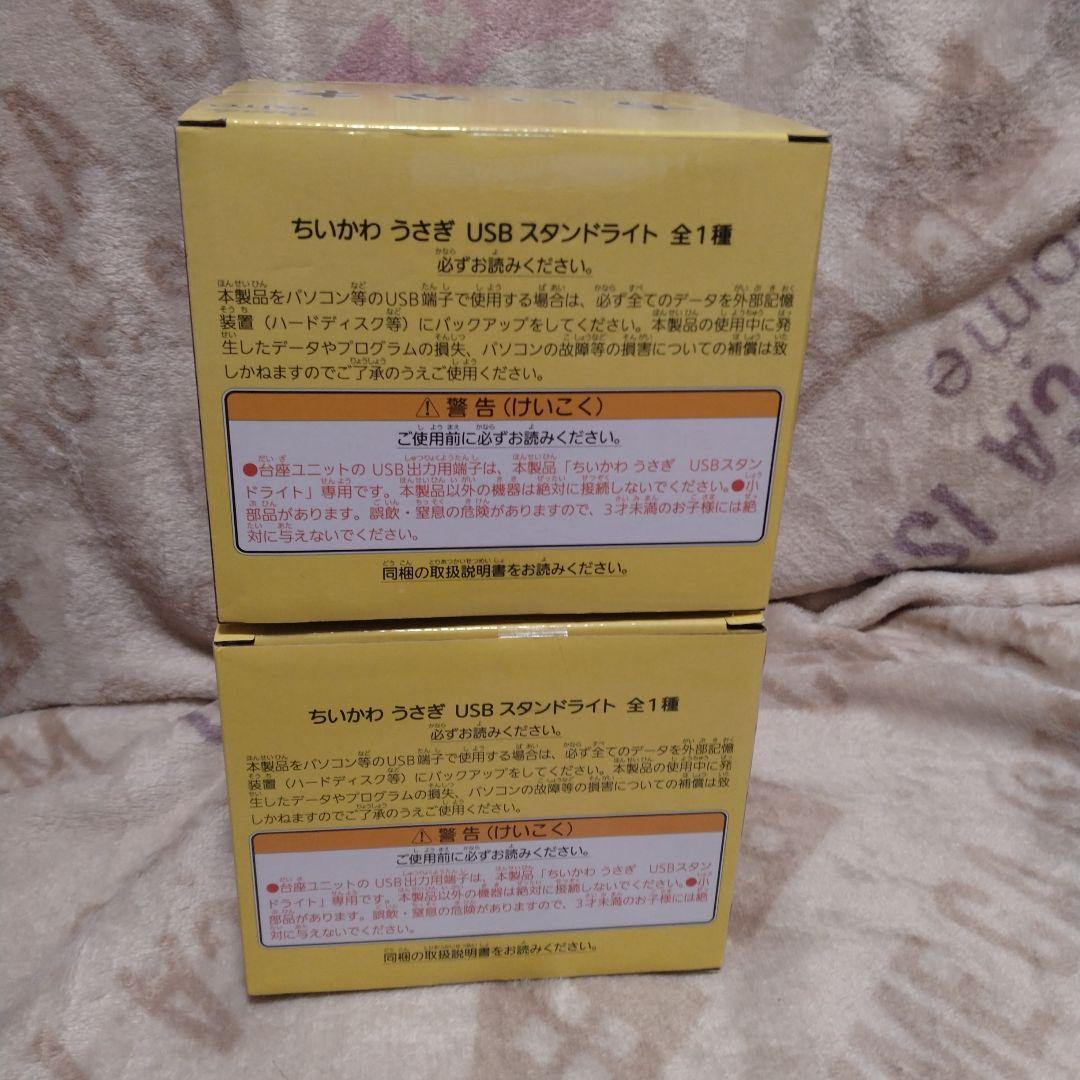 ちいかわ うさぎ USB スタンドライト 全1種
必ずお読みください。
本製品をパソコン等のUSB端子で使用する場合は、必ず全てのデータを外部記憶
装置（ハードディスク等）にバックアップをしてください。本製品の使用中に発
生したデータやプログラムの損失、パソコンの故障等の損害についての補償は致
しかねますのでご了承のうえご使用ください。
⚠ 警告（けいこく）
ご使用前に必ずお読みください。
●台座ユニットの USB出力用端子は、本製品「ちいかわ うさぎ USBスタン
ドライト」専用です。本製品以外の機器は絶対に接続しないでください。●小
部品があります。誤飲・窒息の危険がありますので、3才未満のお子様には絶
対に与えないでください。
同梱の取扱説明書をお読みください。
ちいかわ うさぎ USB スタンドライト 全1種
必ずお読みください。
本製品をパソコン等のUSB端子で使用する場合は、必ず全てのデータを外部記憶
装置（ハードディスク等）にバックアップをしてください。本製品の使用中に発
生したデータやプログラムの損失、パソコンの故障等の損害についての補償は致
しかねますのでご了承のうえご使用ください。
⚠ 警告（けいこく）
ご使用前に必ずお読みください。
●台座ユニットの USB出力用端子は、本製品「ちいかわ うさぎ USBスタン
ドライト」専用です。本製品以外の機器は絶対に接続しないでください。●小
部品があります。誤飲・窒息の危険がありますので、3才未満のお子様には絶
対に与えないでください。
同梱の取扱説明書をお読みください。